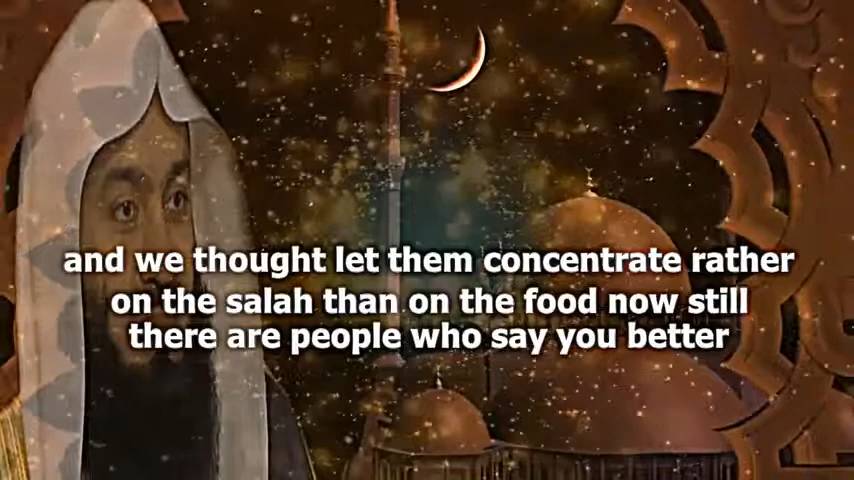 and we thought let them concentrate rather
on the salah than on the food now still
there are people who say you better